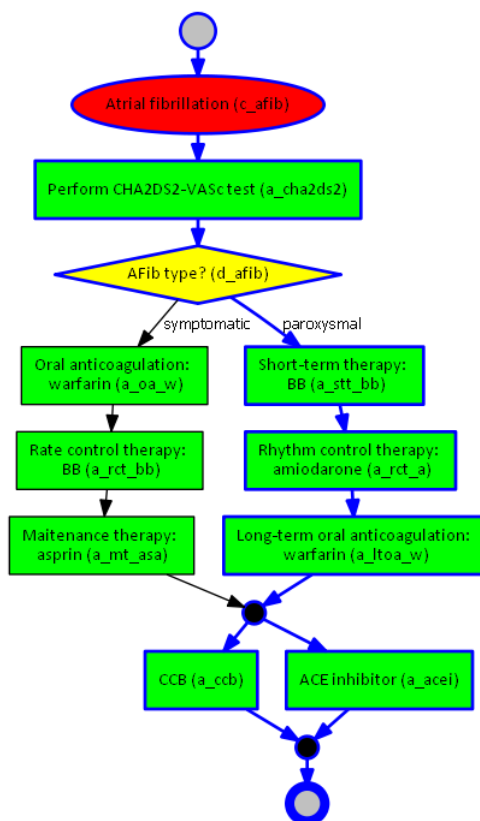 Atrial fibrillation (c_afib)
Perform CHA2DS2-VASc test (a_cha2ds2)
AFib type? (d_afib)
symptomatic
paroxysmal
Oral anticoagulation:
warfarin (a_oa_w)
Short-term therapy:
BB (a_stt_bb)
Rate control therapy:
BB (a_rct_bb)
Rhythm control therapy:
amiodarone (a_rct_a)
Maitenance therapy:
asprin (a_mt_asa)
Long-term oral anticoagulation:
warfarin (a_ltoa_w)
CCB (a_ccb)
ACE inhibitor (a_acei)